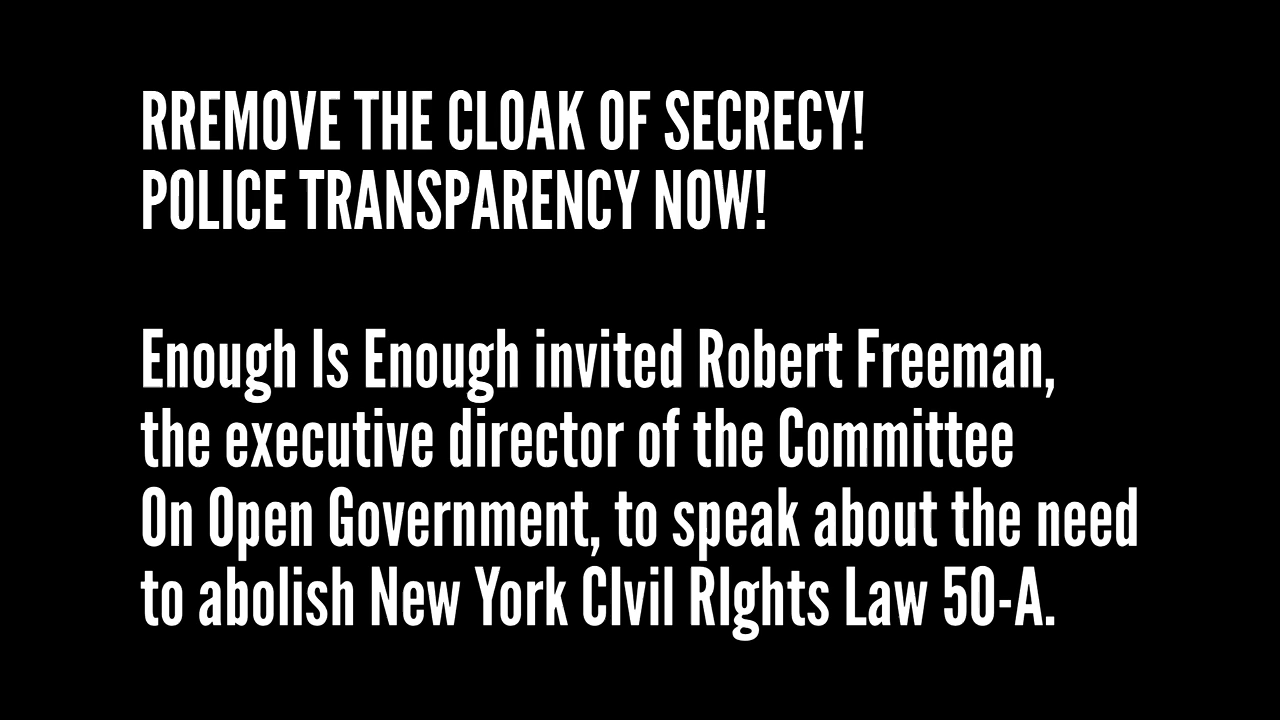 RREMOVE THE CLOAK OF SECRECY!
POLICE TRANSPARENCY NOW!
Enough Is Enough invited Robert Freeman,
the executive director of the Committee
On Open Government, to speak about the need
to abolish New York CIvil RIghts Law 50-A.